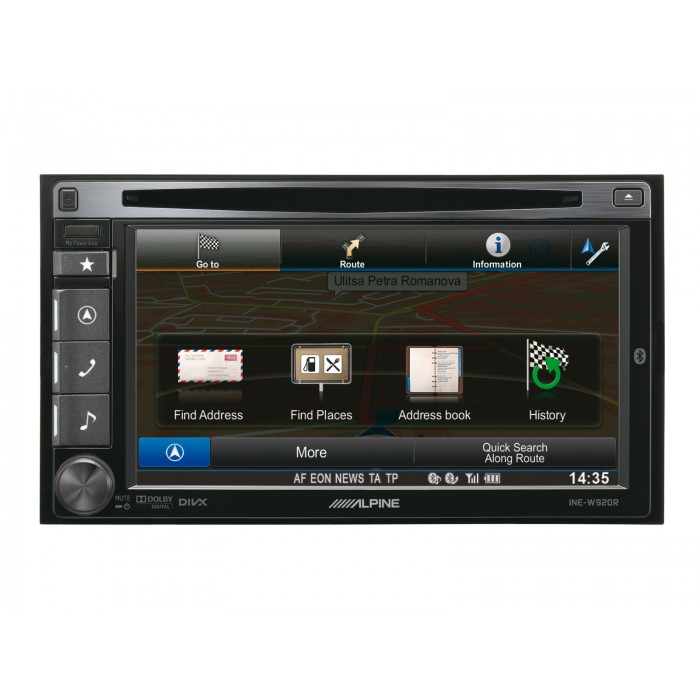 My Favorites
Go to
Route
Information
Ulitsa Petra Romanova
Find Address
Find Places
Address book
History
More
Quick Search
Along Route
AF EON NEWS TA TP
14:35
MUTE
DOLBY
DIGITAL
DIVX
ALPINE
INE-W920R